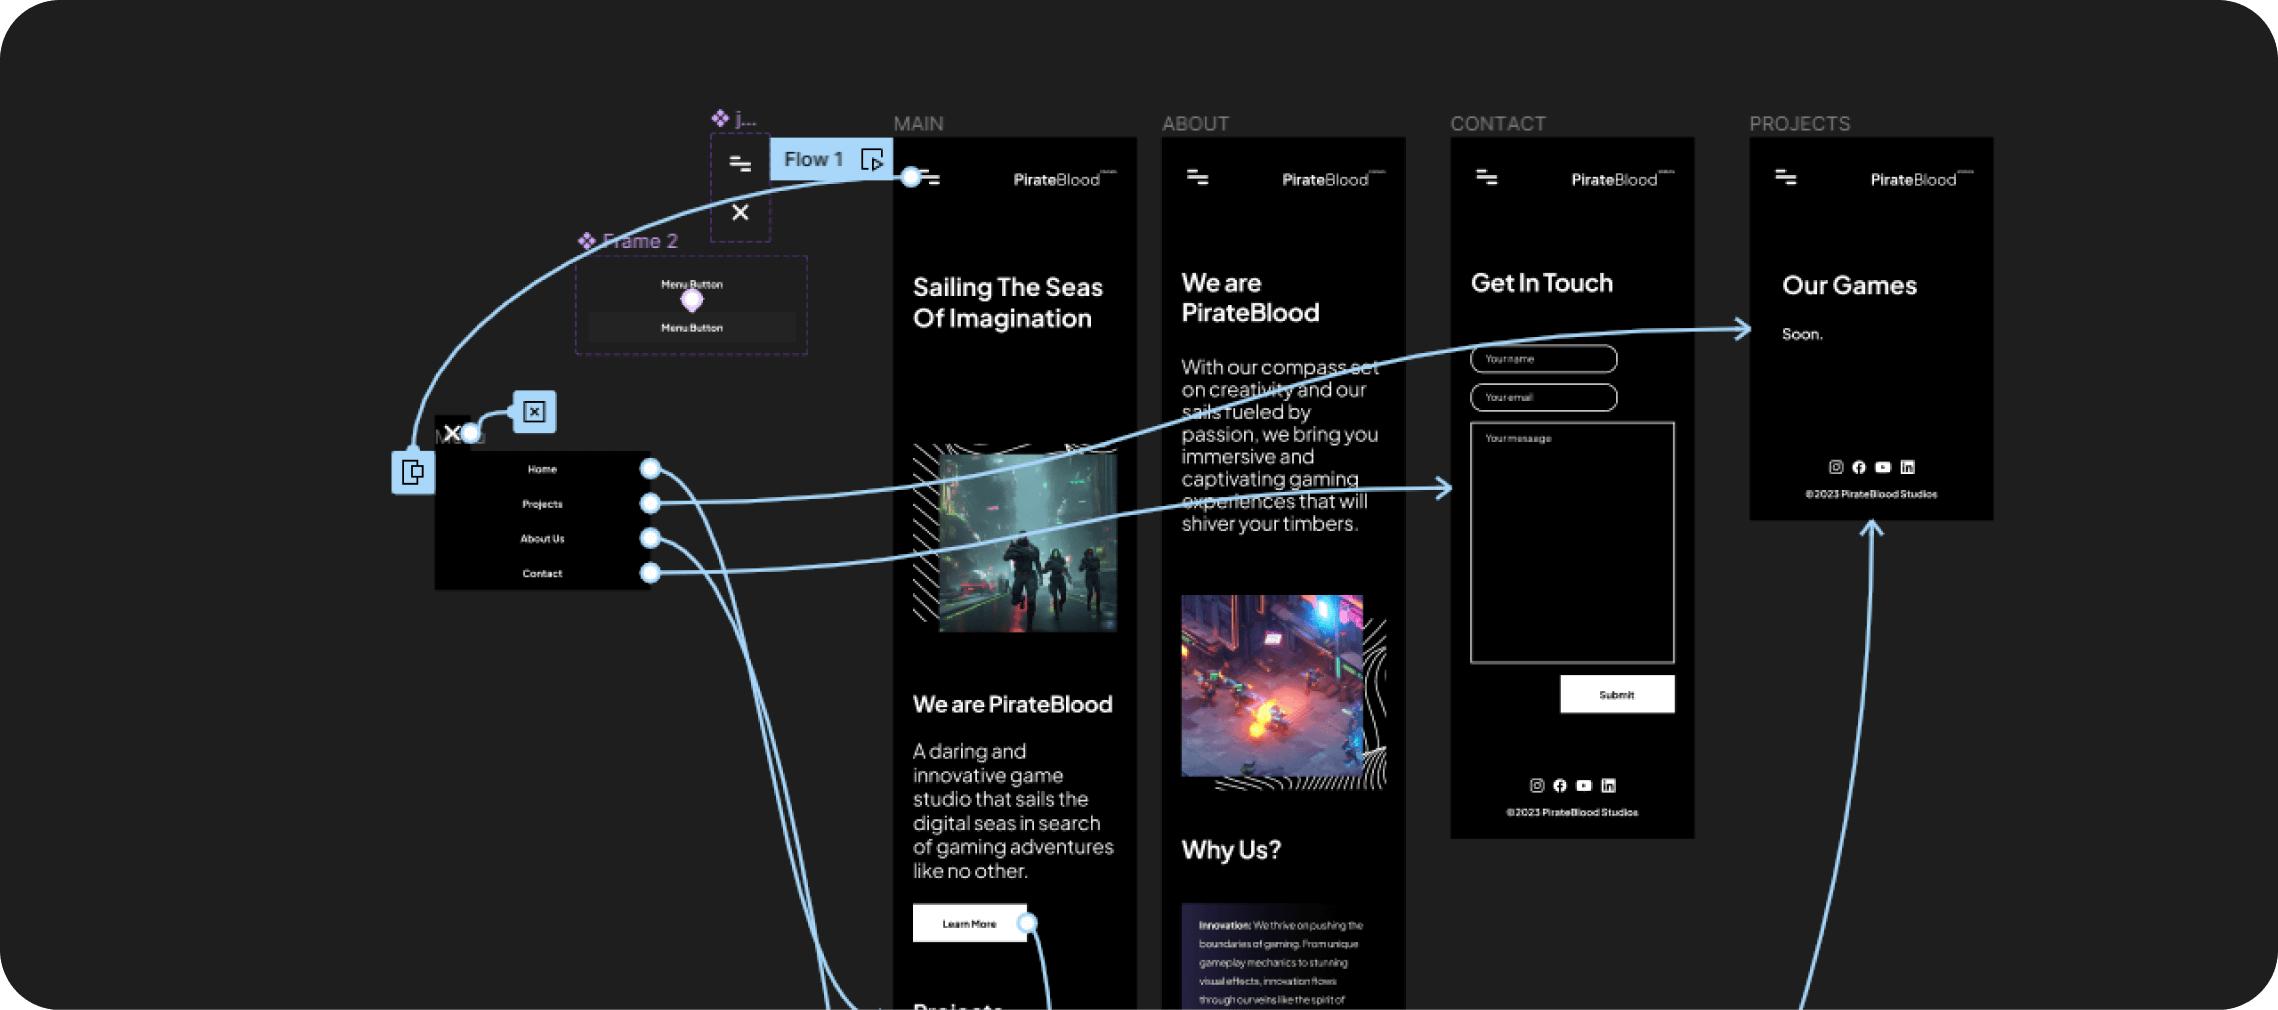 j...
Flow 1
Frame 2
Menu Button
Menu Button
Home
Projects
About Us
Contact
MAIN
PirateBlood
Sailing The Seas
Of Imagination
We are PirateBlood
A daring and
innovative game
studio that sails the
digital seas in search
of gaming adventures
like no other.
Learn More
Projects
ABOUT
PirateBlood
We are
PirateBlood
With our compass set
on creativity and our
sails fueled by
passion, we bring you
immersive and
captivating gaming
experiences that will
shiver your timbers.
Why Us?
Innovation: We thrive on pushing the
boundaries of gaming. From unique
gameplay mechanics to stunning
visual effects, innovation flows
through our veins like the spirit of
CONTACT
PirateBlood
Get In Touch
Your name
Your email
Your message
Submit
©2023 PirateBlood Studios
PROJECTS
PirateBlood
Our Games
Soon.
©2023 PirateBlood Studios